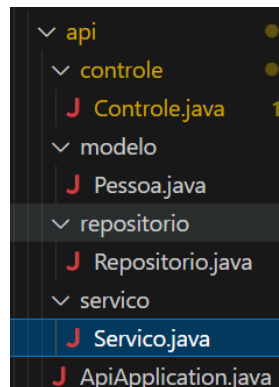 api
controle
Controle.java 1
modelo
Pessoa.java
repositorio
Repositorio.java
servico
Servico.java
ApiApplication.java